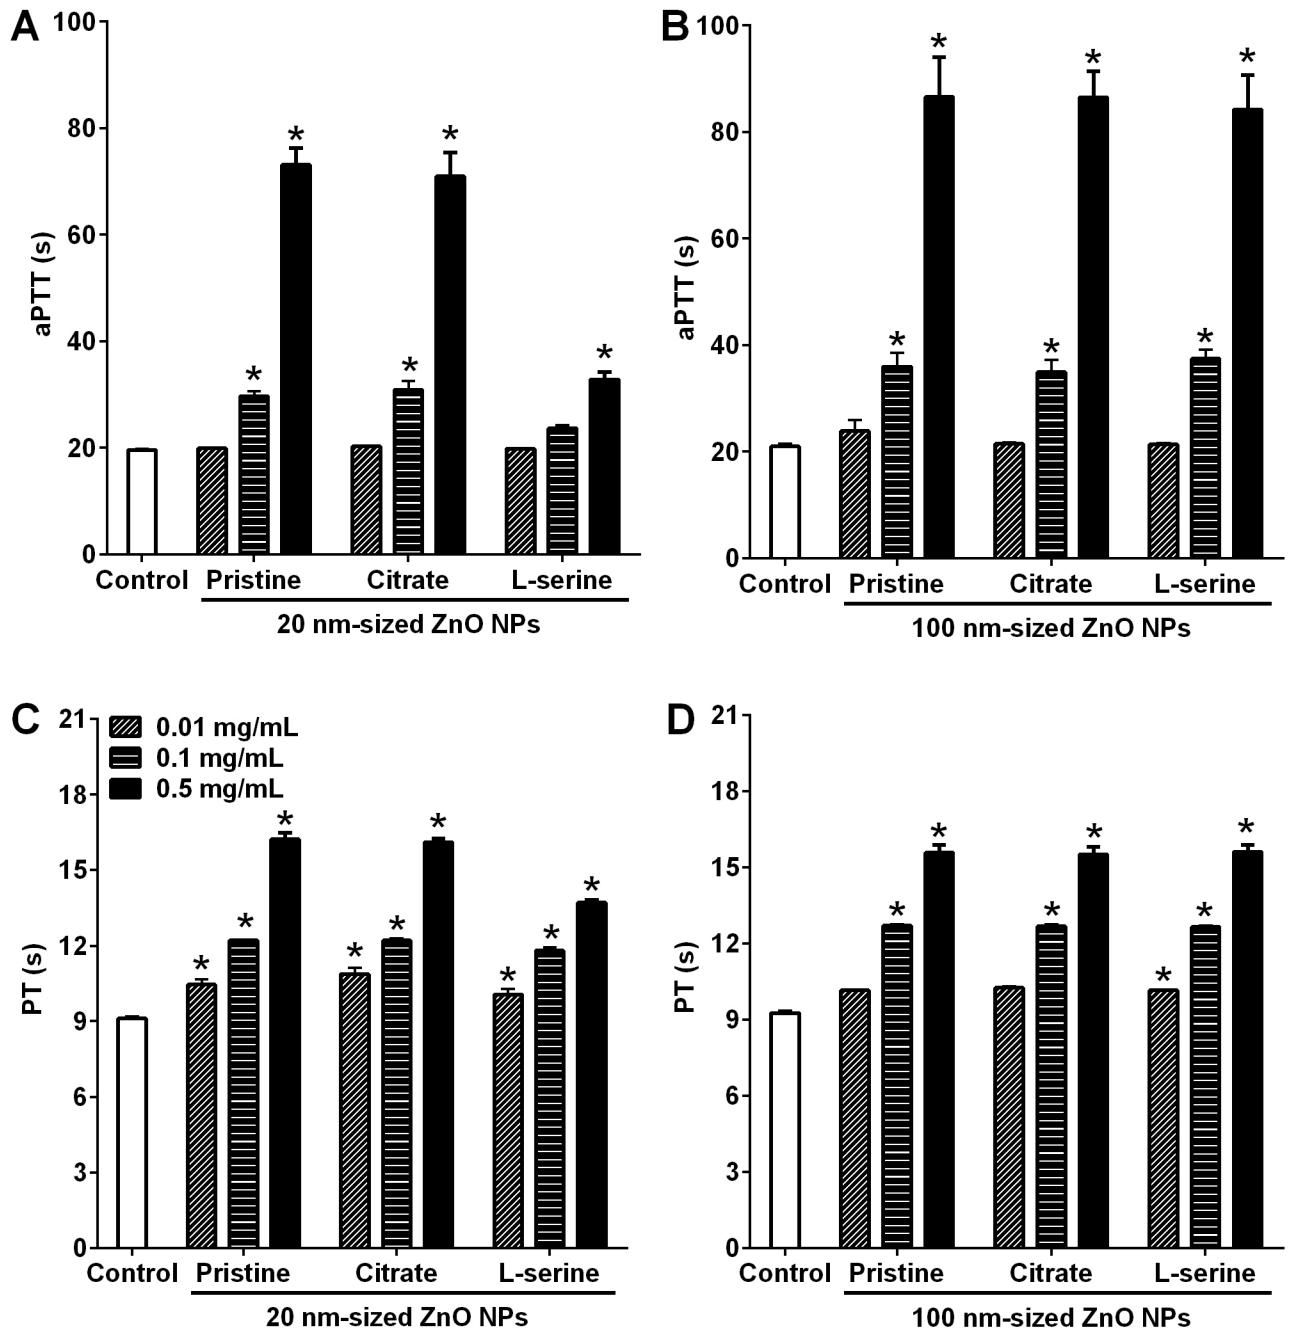 A
100
80
60
40
20
0
aPTT (s)
*
*
*
*
*
Control Pristine Citrate L-serine
20 nm-sized ZnO NPs
B
100
80
60
40
20
0
aPTT (s)
*
*
*
*
*
*
Control Pristine Citrate L-serine
100 nm-sized ZnO NPs
C
21
18
15
12
9
6
3
0
PT (s)
0.01 mg/mL
0.1 mg/mL
0.5 mg/mL
*
*
*
*
*
*
*
*
*
Control Pristine Citrate L-serine
20 nm-sized ZnO NPs
D
21
18
15
12
9
6
3
0
PT (s)
*
*
*
*
*
*
*
Control Pristine Citrate L-serine
100 nm-sized ZnO NPs